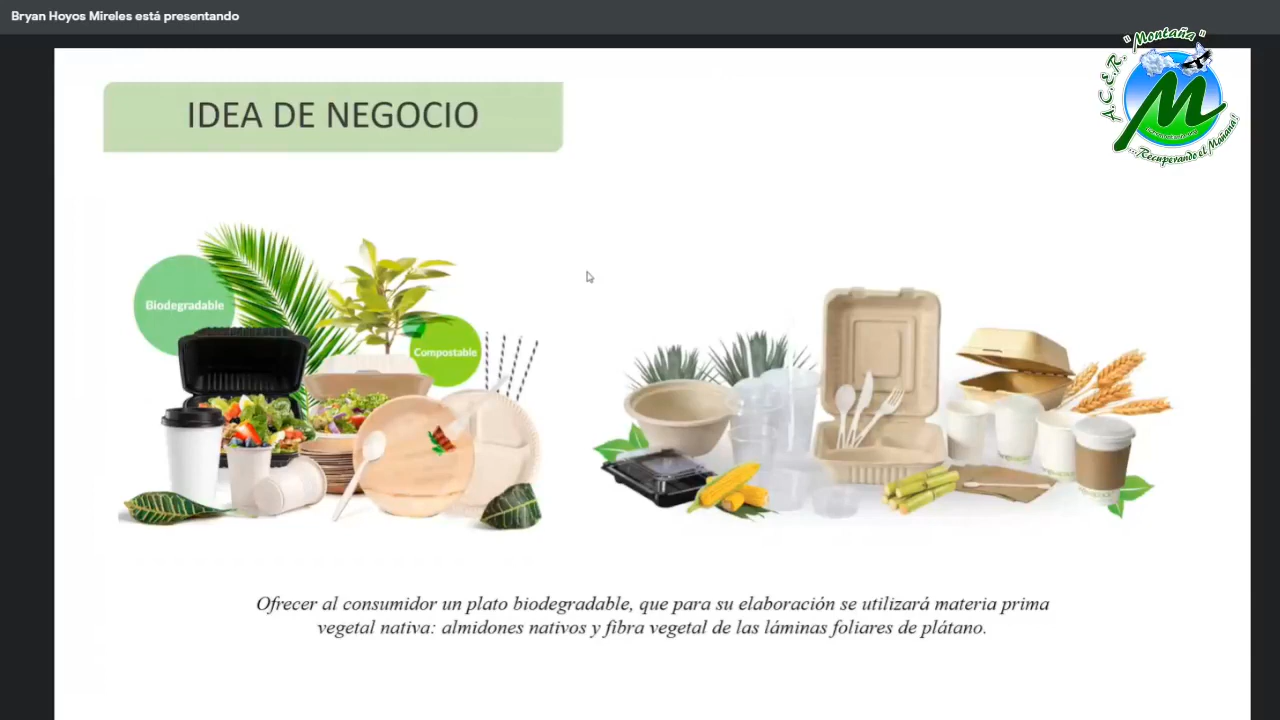 Bryan Hoyos Mireles está presentando
A.C.E.R. "Montaña"
M
...Recuperando el Mañana!
IDEA DE NEGOCIO
Biodegradable
Compostable
Ofrecer al consumidor un plato biodegradable, que para su elaboración se utilizará materia prima
vegetal nativa: almidones nativos y fibra vegetal de las láminas foliares de plátano.